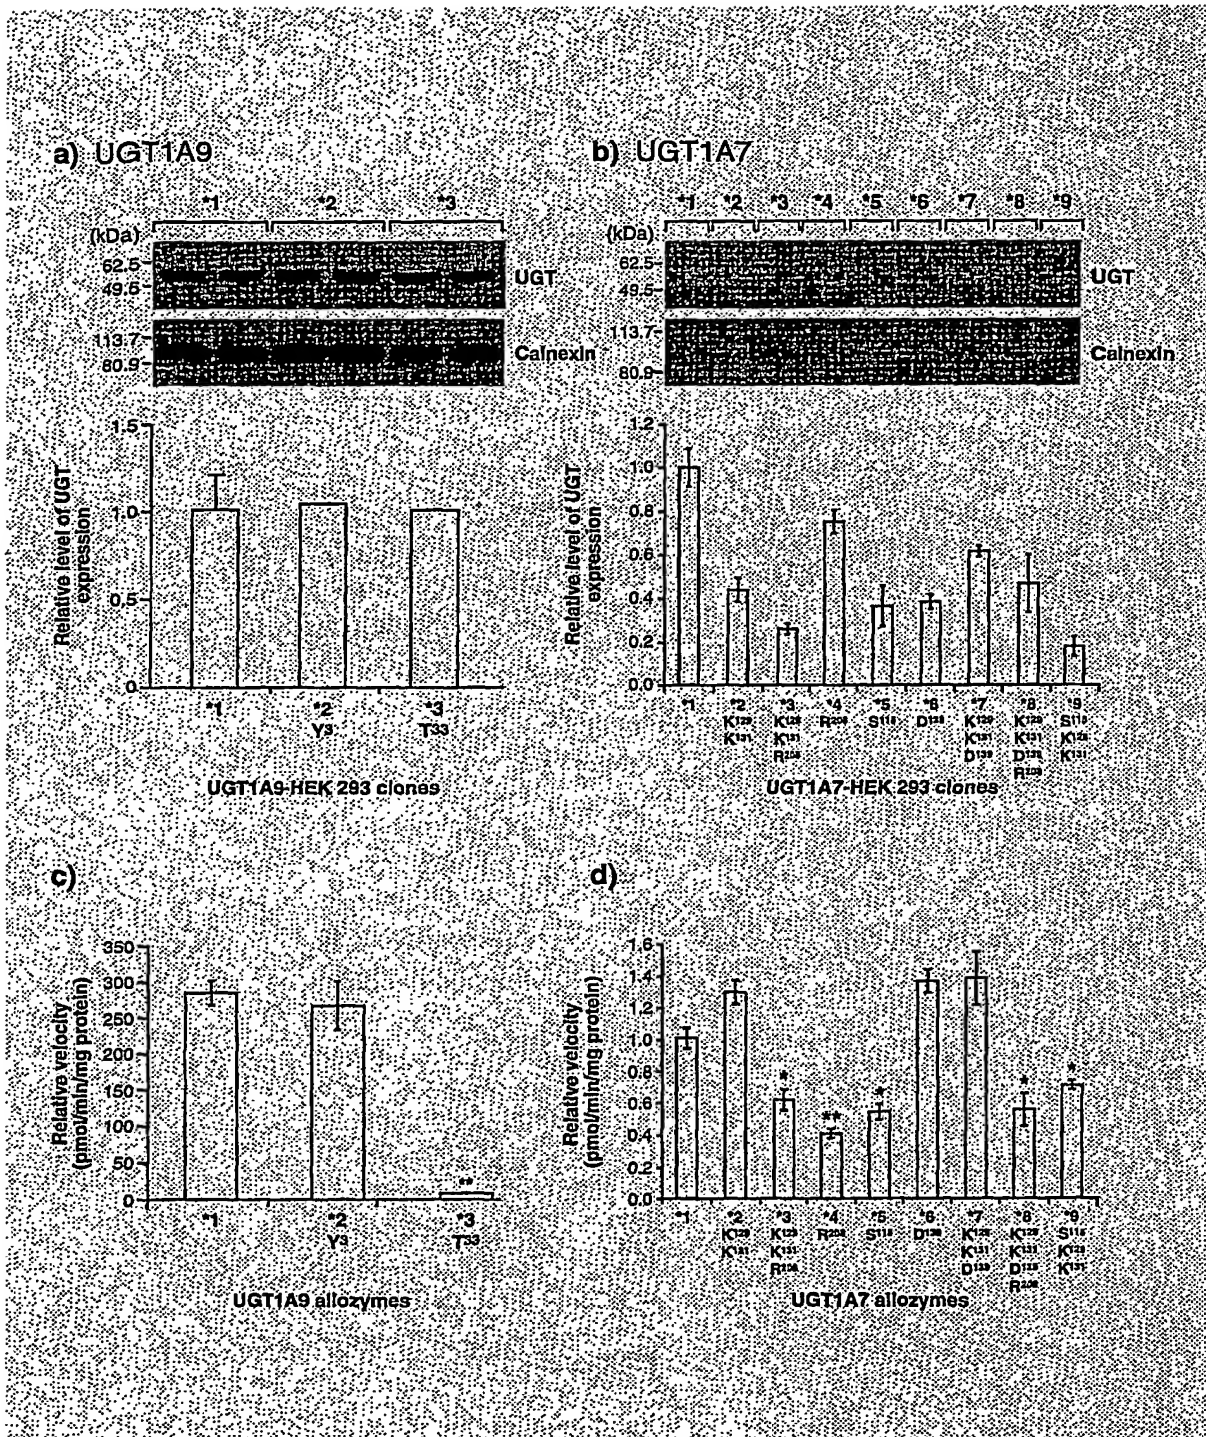 a) UGT1A9
*1 *2 *3
(kDa)
62.5
49.5
UGT
113.7
80.9
Calnexin
1.5
1.0
0.5
0
Relative level of UGT
expression
*1 *2 *3
Y³ T³³
UGT1A9-HEK 293 clones
b) UGT1A7
*1 *2 *3 *4 *5 *6 *7 *8 *9
(kDa)
62.5
49.5
UGT
113.7
80.9
Calnexin
1.2
1.0
0.8
0.6
0.4
0.2
0.0
Relative level of UGT
expression
*1 *2 *3 *4 *5 *6 *7 *8 *9
K¹²⁹ K¹²⁹ R²⁰⁸ S¹¹⁵ D¹³⁹ K¹²⁹ K¹²⁹ S¹¹⁵
K¹³¹ K¹³¹ K¹³¹ K¹³¹ K¹²⁹
R²⁰⁸ D¹³⁹ D¹³⁹ K¹³¹
R²⁰⁸
UGT1A7-HEK 293 clones
c)
350
300
250
200
150
100
50
0
Relative velocity
(pmol/min/mg protein)
**
*1 *2 *3
Y³ T³³
UGT1A9 allozymes
d)
1.6
1.4
1.2
1.0
0.8
0.6
0.4
0.2
0.0
Relative velocity
(pmol/min/mg protein)
* ** * * *
*1 *2 *3 *4 *5 *6 *7 *8 *9
K¹²⁹ K¹²⁹ R²⁰⁸ S¹¹⁵ D¹³⁹ K¹²⁹ K¹²⁹ S¹¹⁵
K¹³¹ K¹³¹ K¹³¹ K¹³¹ K¹²⁹
R²⁰⁸ D¹³⁹ D¹³⁹ K¹³¹
R²⁰⁸
UGT1A7 allozymes